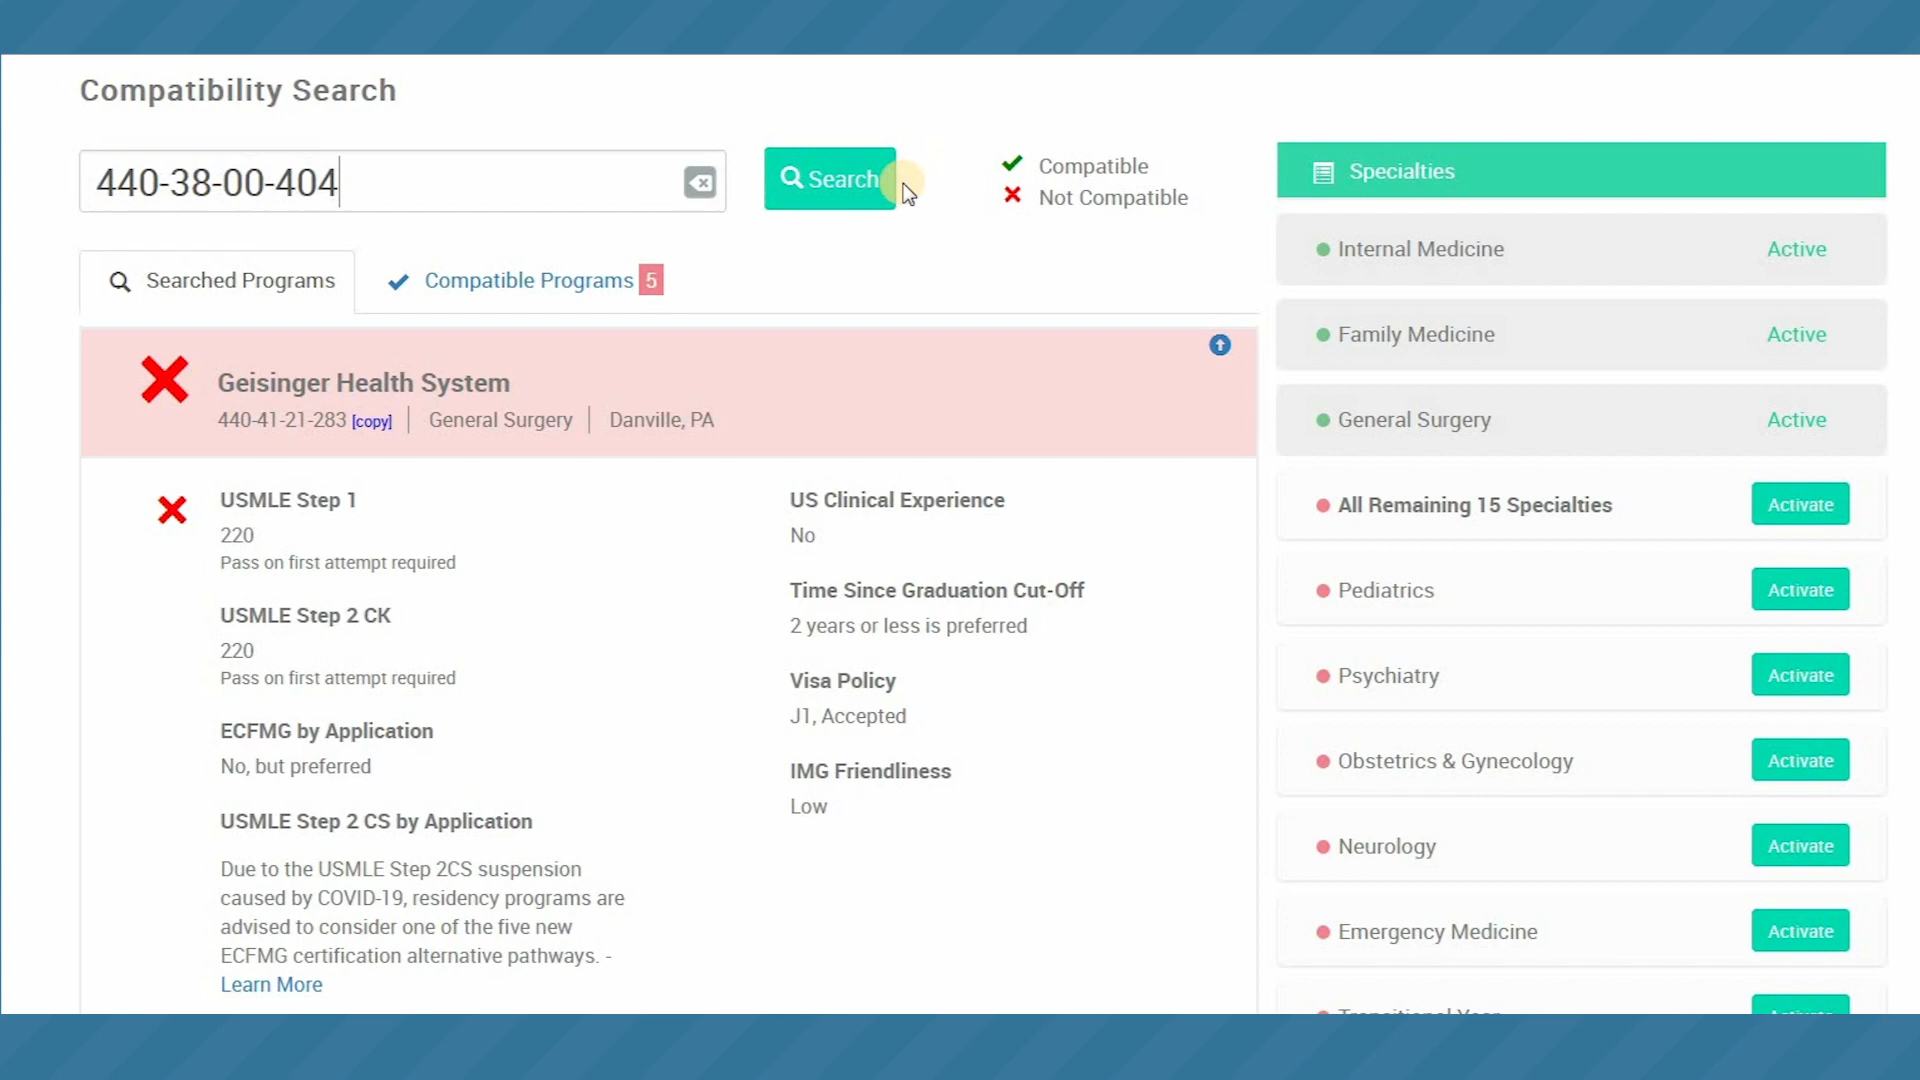 Compatibility Search
440-38-00-404
Search
Compatible
Not Compatible
Searched Programs
Compatible Programs 5
Geisinger Health System
440-41-21-283 [copy] General Surgery Danville, PA
USMLE Step 1
220
Pass on first attempt required
USMLE Step 2 CK
220
Pass on first attempt required
ECFMG by Application
No, but preferred
USMLE Step 2 CS by Application
Due to the USMLE Step 2CS suspension
caused by COVID-19, residency programs are
advised to consider one of the five new
ECFMG certification alternative pathways. -
Learn More
US Clinical Experience
No
Time Since Graduation Cut-Off
2 years or less is preferred
Visa Policy
J1, Accepted
IMG Friendliness
Low
Specialties
Internal Medicine Active
Family Medicine Active
General Surgery Active
All Remaining 15 Specialties Activate
Pediatrics Activate
Psychiatry Activate
Obstetrics & Gynecology Activate
Neurology Activate
Emergency Medicine Activate
Transitional Year Activate